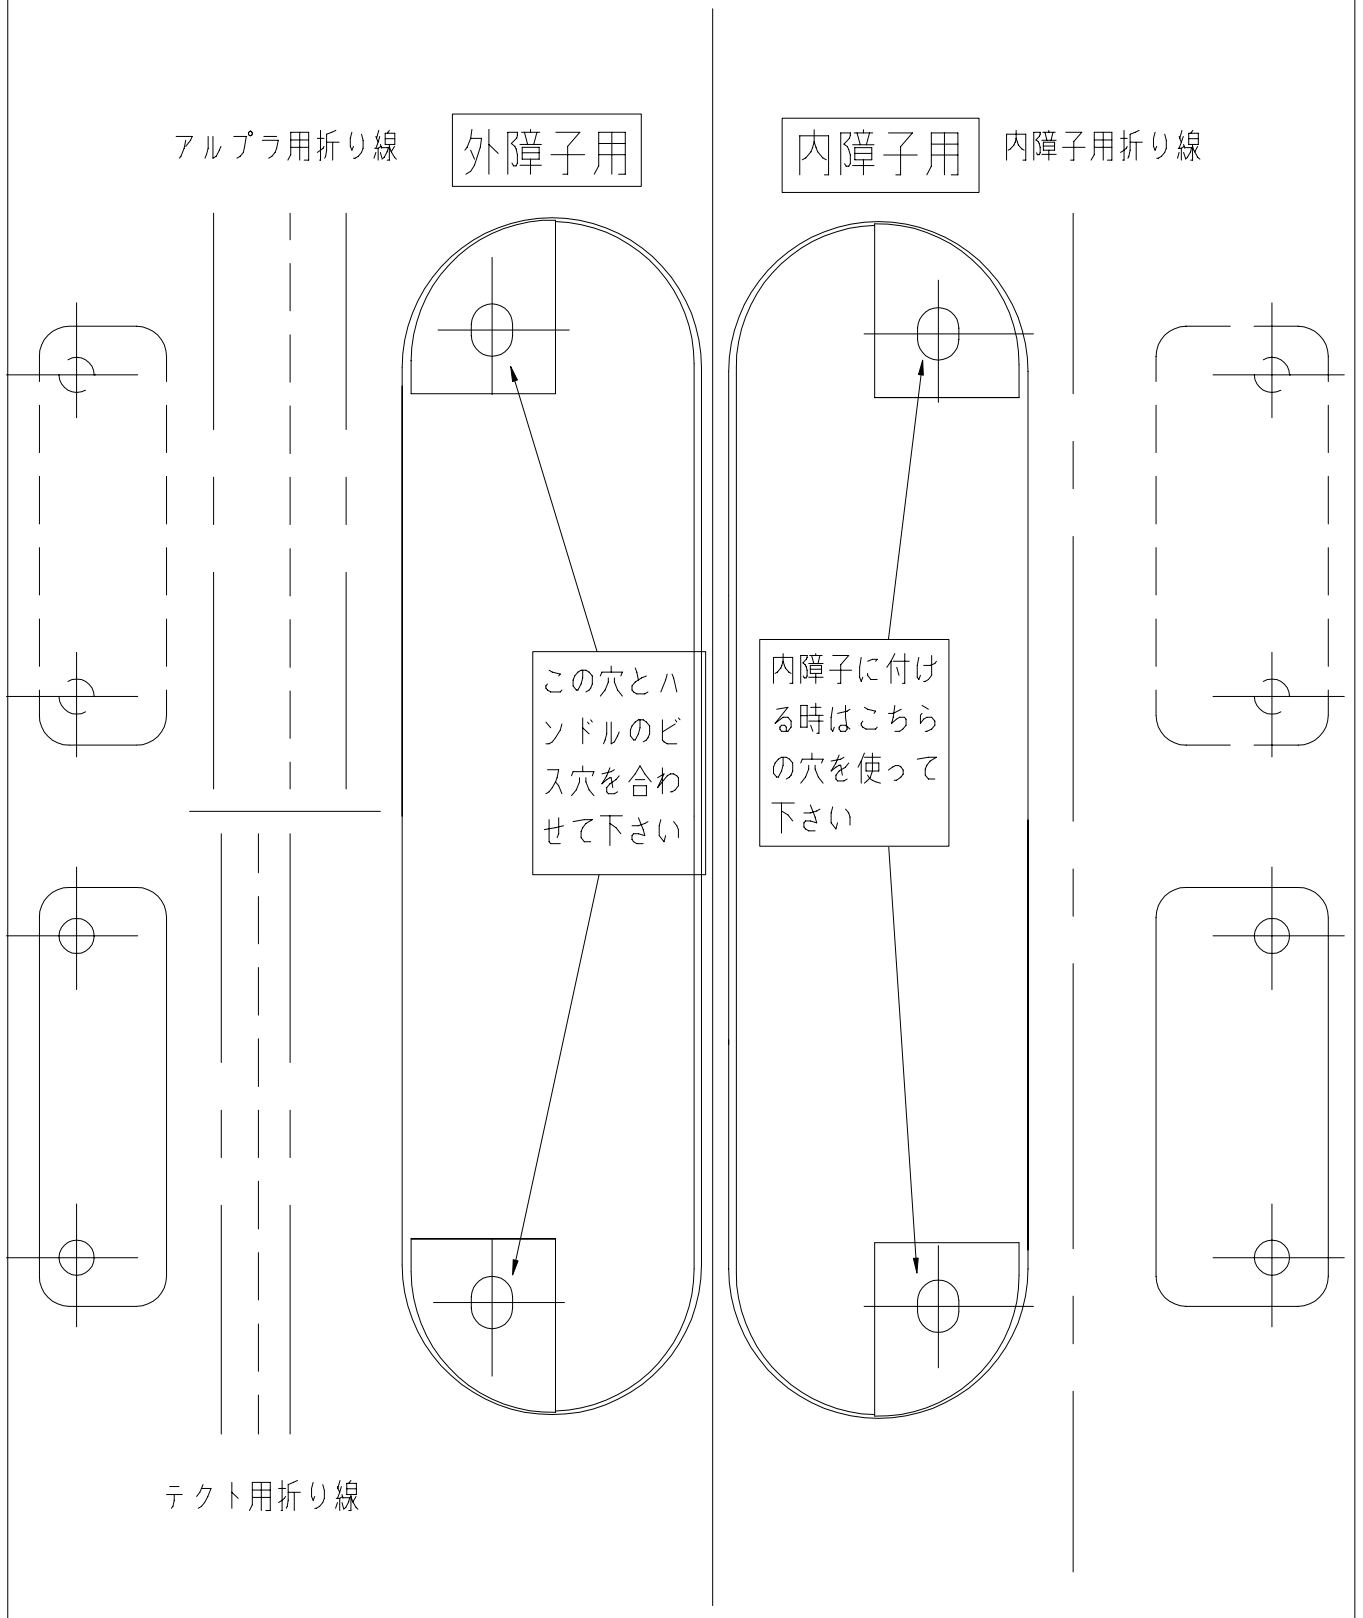 アルプラ用折り線
外障子用
内障子用
内障子用折り線
この穴とハ
ンドルのビ
ス穴を合わ
せて下さい
内障子に付け
る時はこちら
の穴を使って
下さい
テクト用折り線